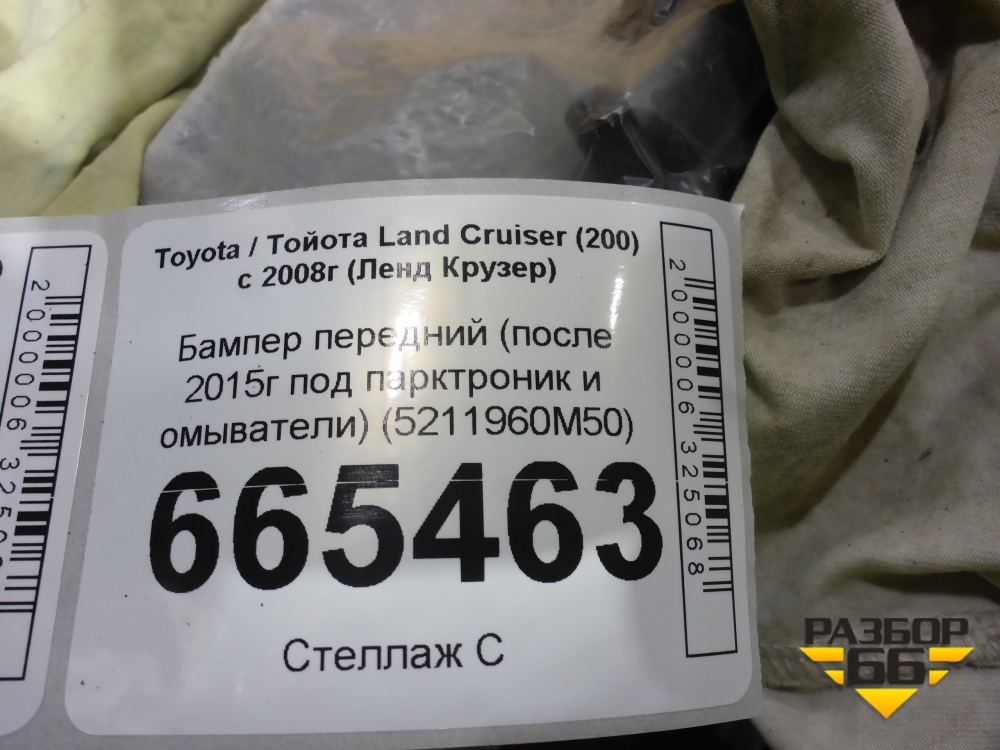 Toyota / Тойота Land Cruiser (200)
с 2008г (Ленд Крузер)
Бампер передний (после
2015г под парктроник и
омыватели) (5211960M50)
665463
Стеллаж С
2000006325068
2000006325
РАЗБОР
66